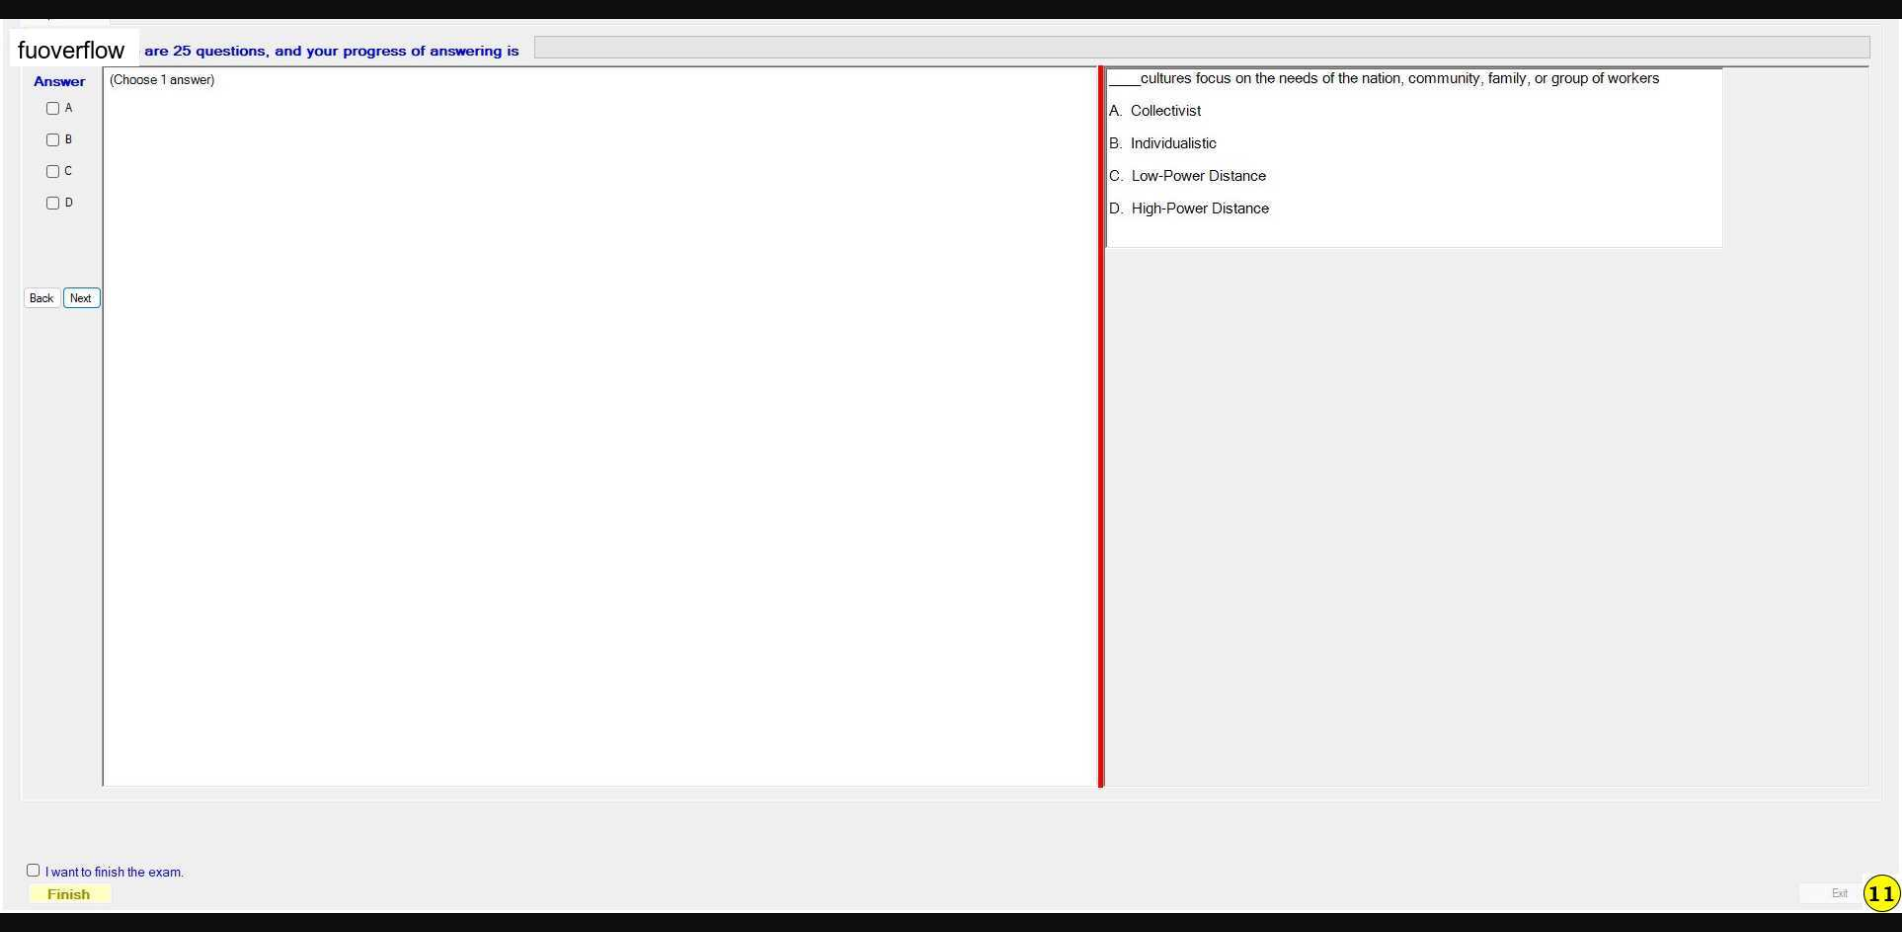 fuoverflow are 25 questions, and your progress of answering is
Answer
(Choose 1 answer)
A
B
C
D
Back Next
____cultures focus on the needs of the nation, community, family, or group of workers
A. Collectivist
B. Individualistic
C. Low-Power Distance
D. High-Power Distance
I want to finish the exam.
Finish
Exit
11